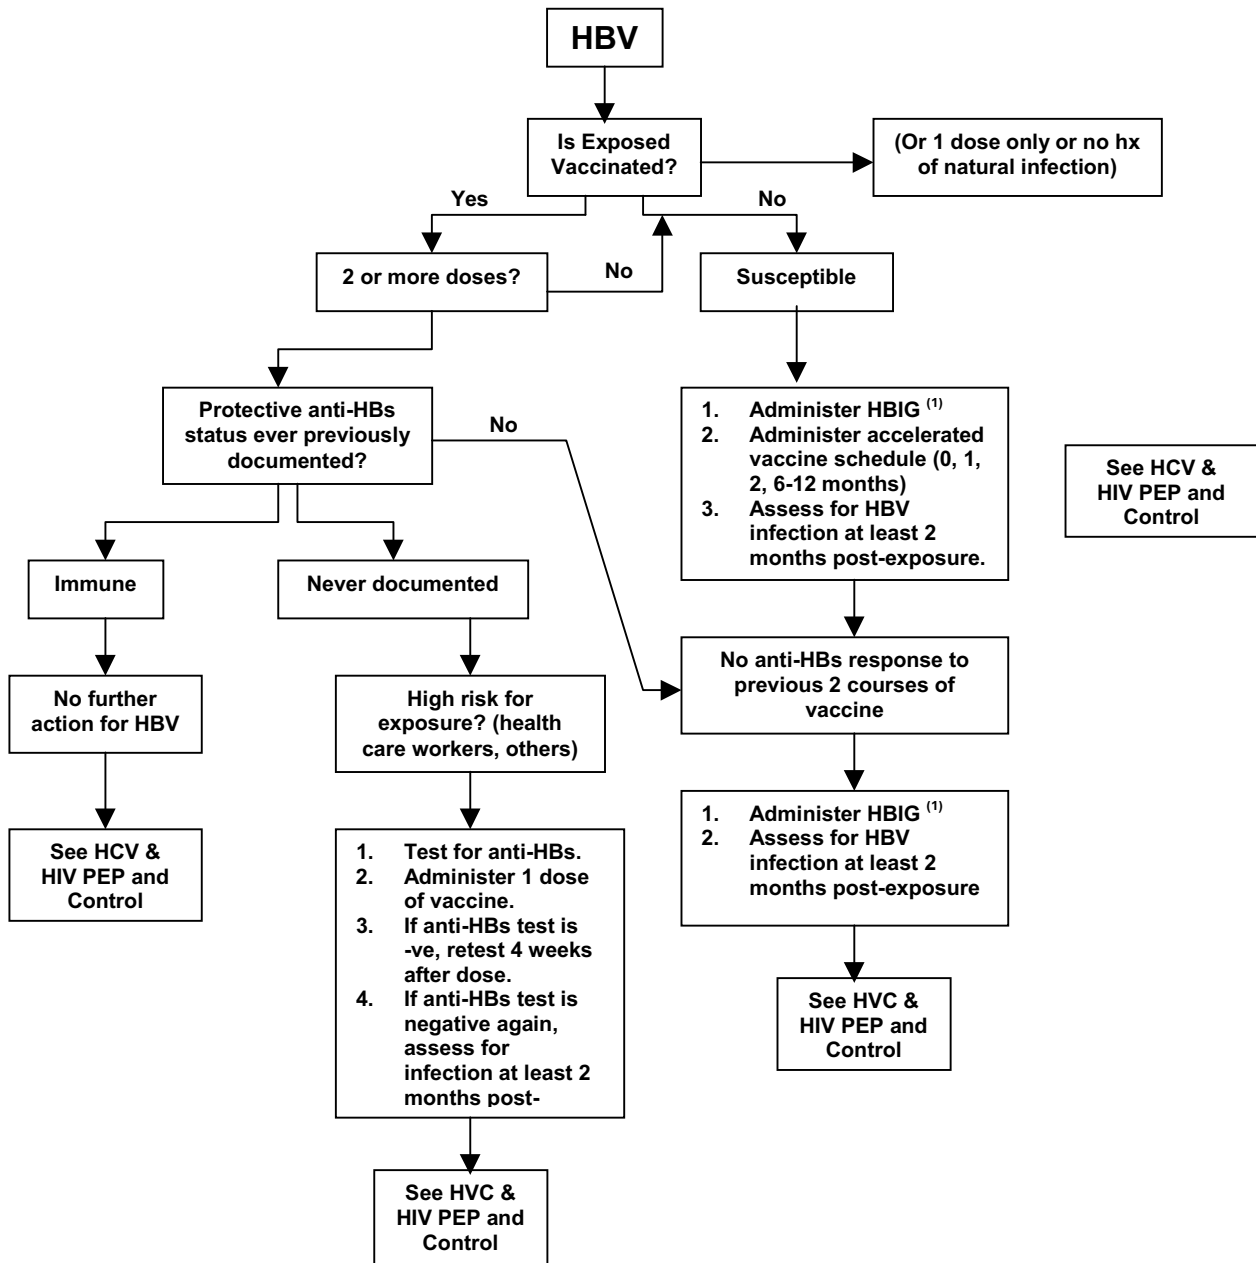 HBV
Is Exposed
Vaccinated?
(Or 1 dose only or no hx
of natural infection)
Yes
No
2 or more doses?
No
Susceptible
Protective anti-HBs
status ever previously
documented?
No
1. Administer HBIG (1)
2. Administer accelerated
vaccine schedule (0, 1,
2, 6-12 months)
3. Assess for HBV
infection at least 2
months post-exposure.
See HCV &
HIV PEP and
Control
Immune
Never documented
No further
action for HBV
High risk for
exposure? (health
care workers, others)
No anti-HBs response to
previous 2 courses of
vaccine
See HCV &
HIV PEP and
Control
1. Test for anti-HBs.
2. Administer 1 dose
of vaccine.
3. If anti-HBs test is
-ve, retest 4 weeks
after dose.
4. If anti-HBs test is
negative again,
assess for
infection at least 2
months post-
1. Administer HBIG (1)
2. Assess for HBV
infection at least 2
months post-exposure
See HVC &
HIV PEP and
Control
See HVC &
HIV PEP and
Control